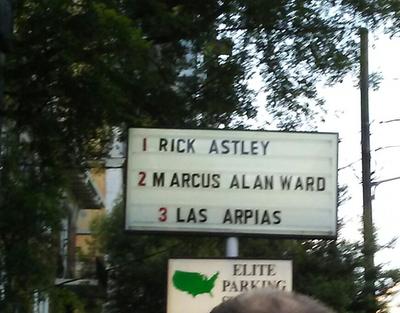 1 RICK ASTLEY
2 MARCUS ALAN WARD
3 LAS ARPIAS
ELITE
PARKING